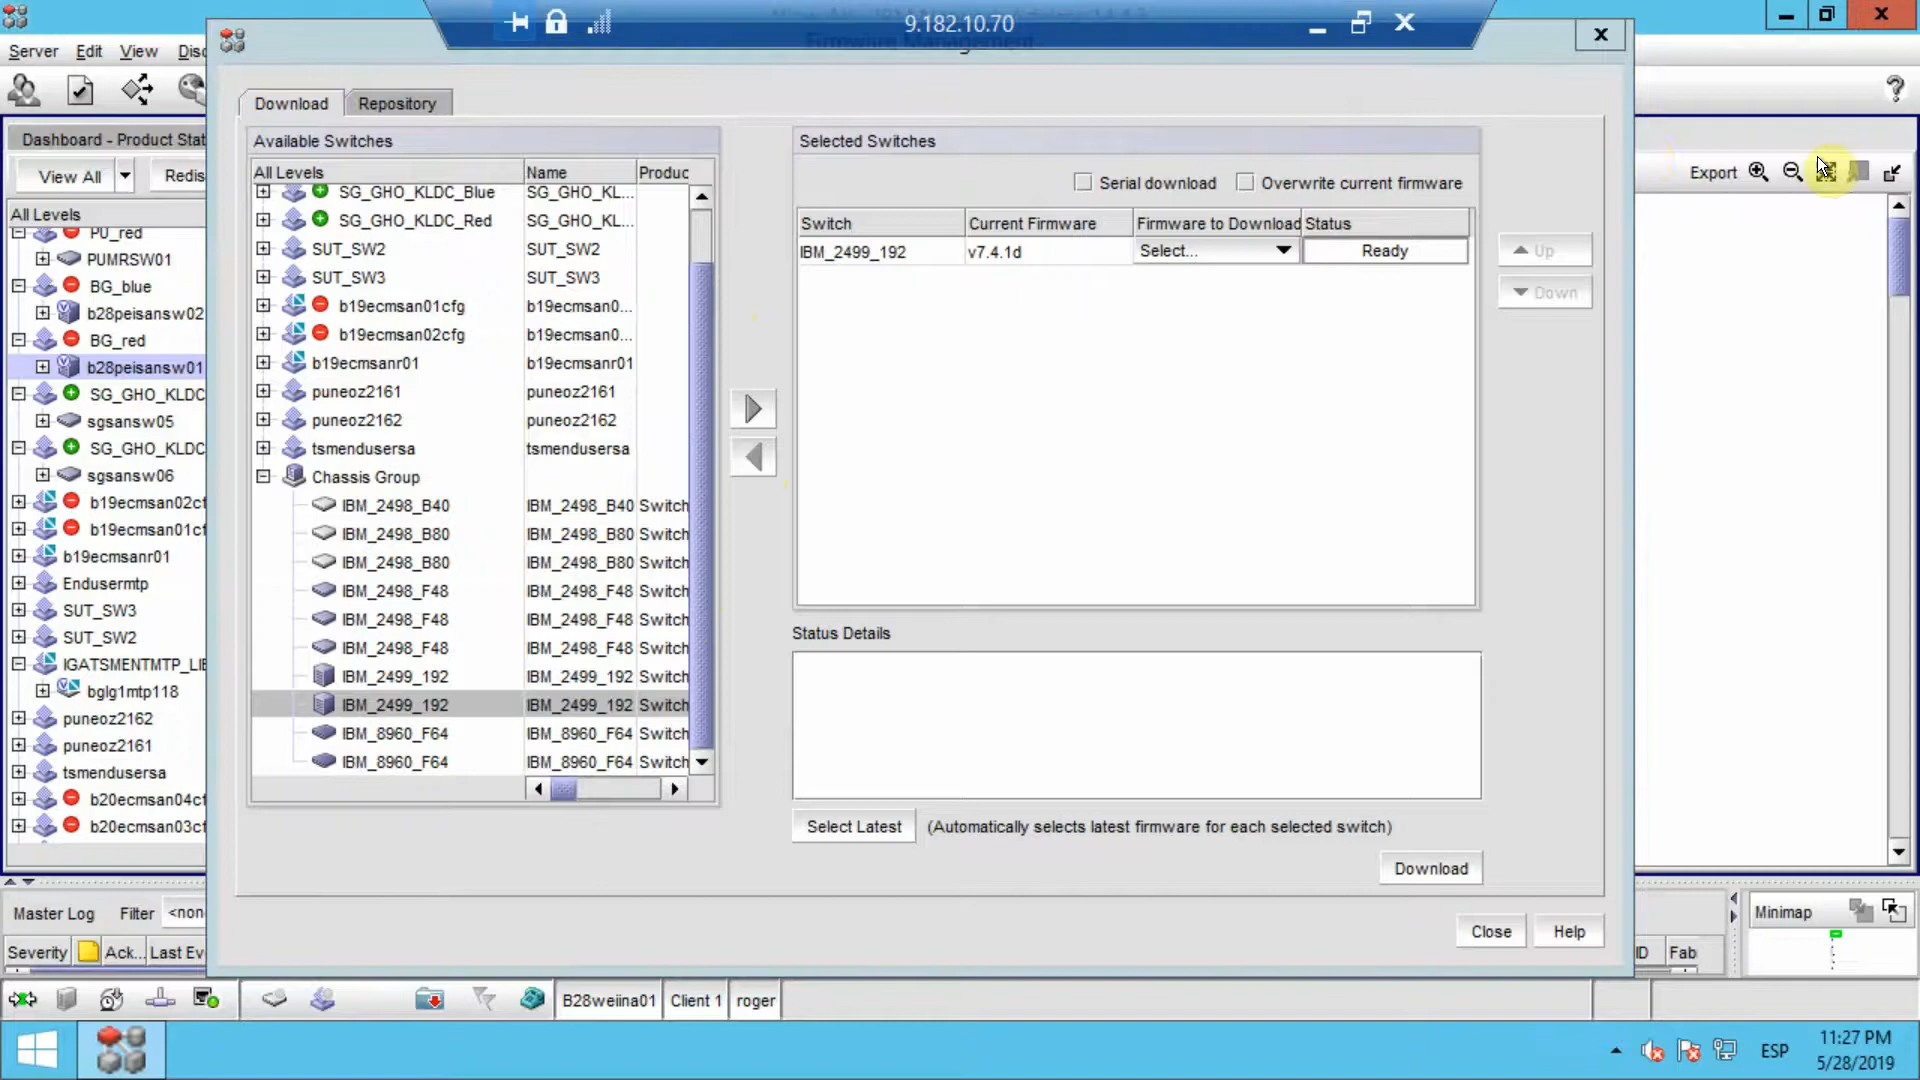 9.182.10.70
Firmware Management
Server Edit View
Download Repository
Dashboard - Product Stat
View All
Redis
Export
All Levels
PU_red
PUMRSW01
BG_blue
b28peisansw02
BG_red
b28peisansw01
SG_GHO_KLDC
sgsansw05
SG_GHO_KLDC
sgsansw06
b19ecmsan02cf
b19ecmsan01cf
b19ecmsanr01
Endusermtp
SUT_SW3
SUT_SW2
IGATSMENTMTP_LI
bglg1mtp118
puneoz2162
puneoz2161
tsmendusersa
b20ecmsan04cf
b20ecmsan03cf
Available Switches
All Levels Name Produc
SG_GHO_KLDC_Blue SG_GHO_KL...
SG_GHO_KLDC_Red SG_GHO_KL...
SUT_SW2 SUT_SW2
SUT_SW3 SUT_SW3
b19ecmsan01cfg b19ecmsan0...
b19ecmsan02cfg b19ecmsan0...
b19ecmsanr01 b19ecmsanr01
puneoz2161 puneoz2161
puneoz2162 puneoz2162
tsmendusersa tsmendusersa
Chassis Group
IBM_2498_B40 IBM_2498_B40 Switch
IBM_2498_B80 IBM_2498_B80 Switch
IBM_2498_B80 IBM_2498_B80 Switch
IBM_2498_F48 IBM_2498_F48 Switch
IBM_2498_F48 IBM_2498_F48 Switch
IBM_2498_F48 IBM_2498_F48 Switch
IBM_2499_192 IBM_2499_192 Switch
IBM_2499_192 IBM_2499_192 Switch
IBM_8960_F64 IBM_8960_F64 Switch
IBM_8960_F64 IBM_8960_F64 Switch
Selected Switches
Serial download Overwrite current firmware
Switch Current Firmware Firmware to Download Status
IBM_2499_192 v7.4.1d Select... Ready
Up
Down
Status Details
Select Latest (Automatically selects latest firmware for each selected switch)
Download
Close Help
Master Log Filter <non
Severity Ack... Last Ev
ID Fab
Minimap
B28weiina01 Client 1 roger
ESP
11:27 PM
5/28/2019